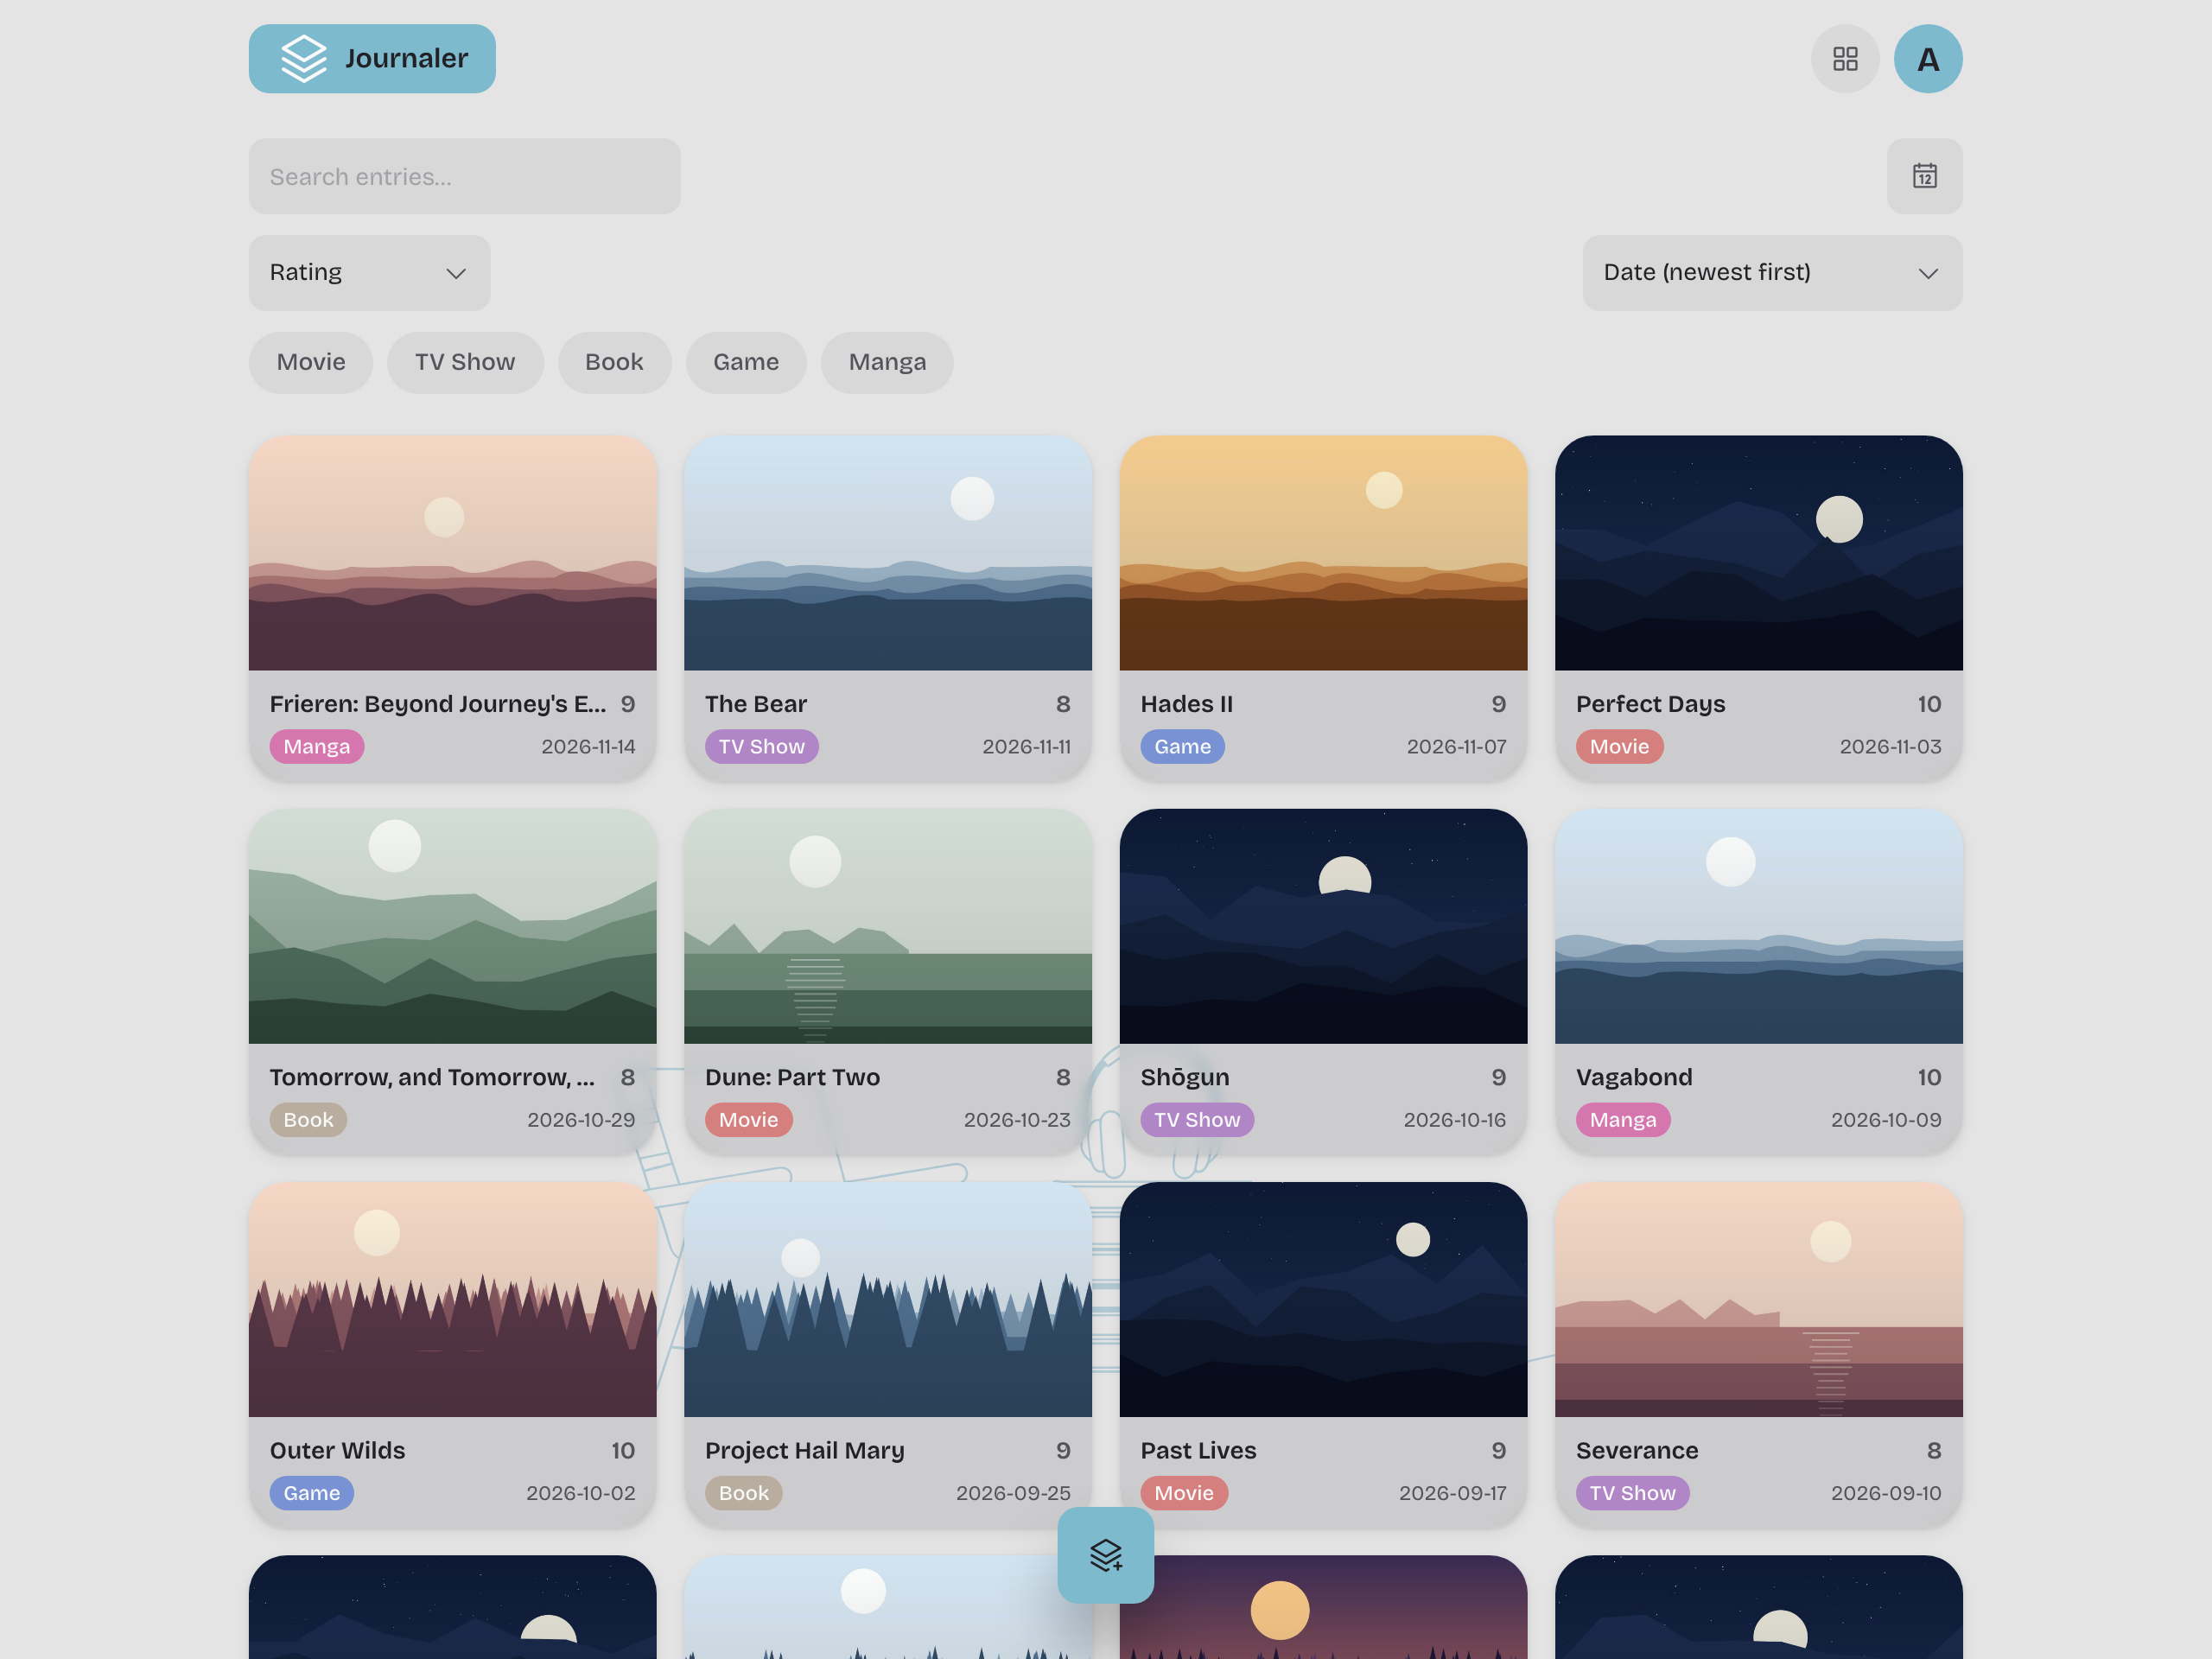 Journaler
A
Search entries...
12
Rating
Date (newest first)
Movie
TV Show
Book
Game
Manga
Frieren: Beyond Journey's E... 9
Manga 2026-11-14
The Bear 8
TV Show 2026-11-11
Hades II 9
Game 2026-11-07
Perfect Days 10
Movie 2026-11-03
Tomorrow, and Tomorrow, ... 8
Book 2026-10-29
Dune: Part Two 8
Movie 2026-10-23
Shōgun 9
TV Show 2026-10-16
Vagabond 10
Manga 2026-10-09
Outer Wilds 10
Game 2026-10-02
Project Hail Mary 9
Book 2026-09-25
Past Lives 9
Movie 2026-09-17
Severance 8
TV Show 2026-09-10